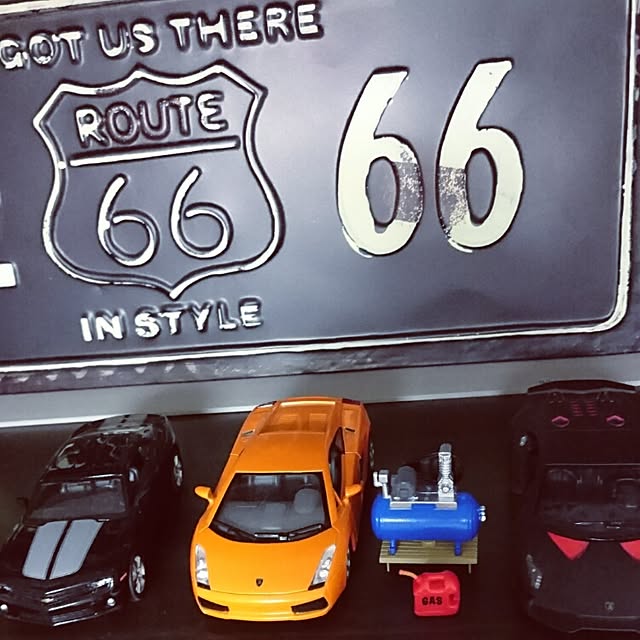 GOT US THERE
ROUTE
66
66
IN STYLE
GAS